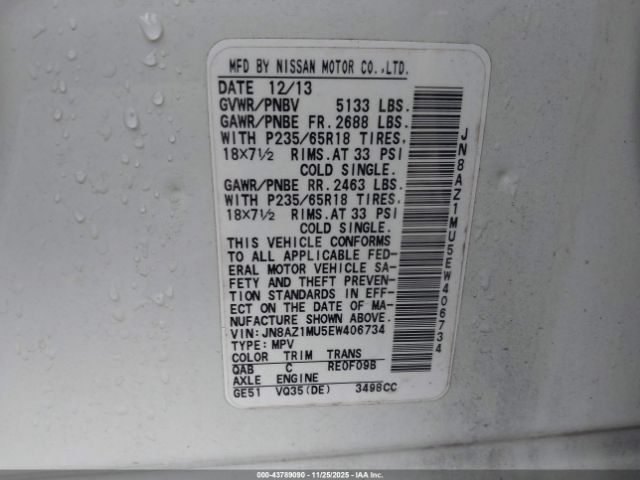 MFD BY NISSAN MOTOR CO.,LTD.
DATE 12/13
GVWR/PNBV 5133 LBS.
GAWR/PNBE FR. 2688 LBS.
WITH P235/65R18 TIRES,
18×7½ RIMS.AT 33 PSI
COLD SINGLE.
GAWR/PNBE RR. 2463 LBS.
WITH P235/65R18 TIRES,
18×7½ RIMS.AT 33 PSI
COLD SINGLE.
THIS VEHICLE CONFORMS
TO ALL APPLICABLE FED-
ERAL MOTOR VEHICLE SA-
FETY AND THEFT PREVEN-
TION STANDARDS IN EFF-
ECT ON THE DATE OF MA-
NUFACTURE SHOWN ABOVE.
VIN:JN8AZ1MU5EW406734
TYPE: MPV
COLOR TRIM TRANS
QAB C RE0F09B
AXLE ENGINE
GE51 VQ35(DE) 3498CC
JN8AZ1MU5EW406734
000-43789090 - 11/25/2025 - IAA Inc.